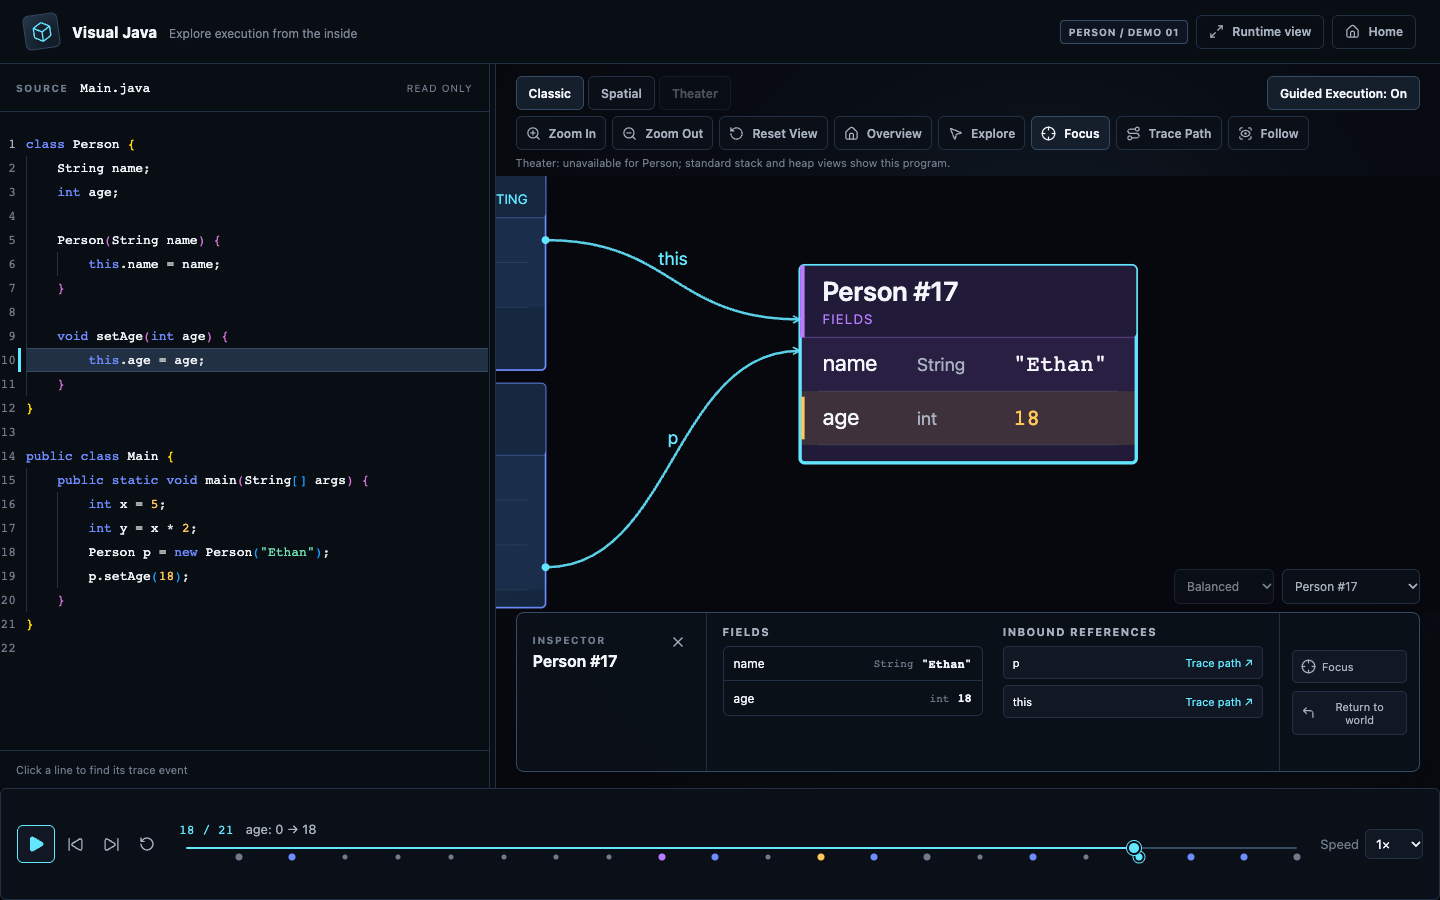 Visual Java Explore execution from the inside
PERSON / DEMO 01 Runtime view Home
SOURCE Main.java READ ONLY
1 class Person {
2 String name;
3 int age;
4
5 Person(String name) {
6 this.name = name;
7 }
8
9 void setAge(int age) {
10 this.age = age;
11 }
12 }
13
14 public class Main {
15 public static void main(String[] args) {
16 int x = 5;
17 int y = x * 2;
18 Person p = new Person("Ethan");
19 p.setAge(18);
20 }
21 }
22
Click a line to find its trace event
Classic Spatial Theater Guided Execution: On
Zoom In Zoom Out Reset View Overview Explore Focus Trace Path Follow
Theater: unavailable for Person; standard stack and heap views show this program.
TING
this
p
Person #17
FIELDS
name String "Ethan"
age int 18
Balanced Person #17
INSPECTOR
Person #17
FIELDS
name String "Ethan"
age int 18
INBOUND REFERENCES
p Trace path ↗
this Trace path ↗
Focus
Return to
world
18 / 21 age: 0 → 18
Speed 1×